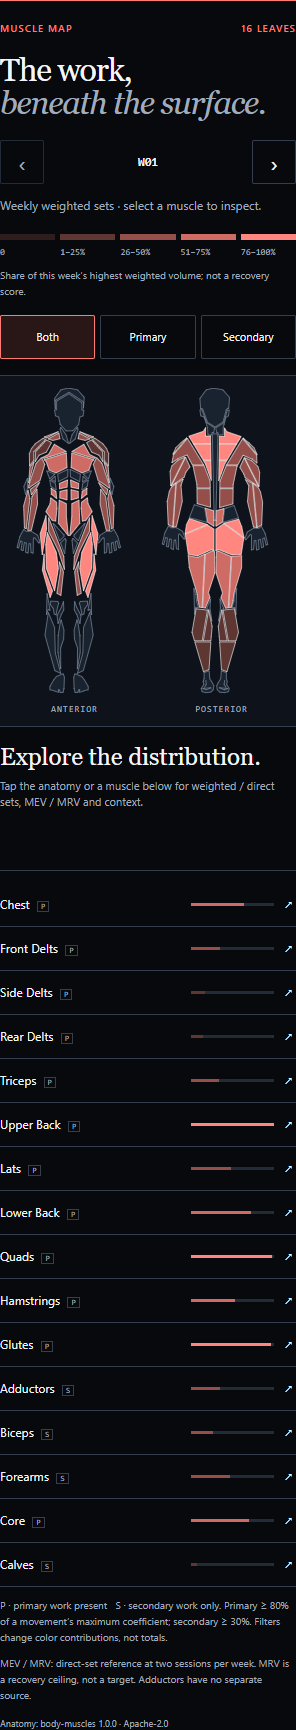 MUSCLE MAP 16 LEAVES
The work,
beneath the surface.
‹ W01 ›
Weekly weighted sets · select a muscle to inspect.
0 1–25% 26–50% 51–75% 76–100%
Share of this week's highest weighted volume; not a recovery
score.
Both Primary Secondary
ANTERIOR POSTERIOR
Explore the distribution.
Tap the anatomy or a muscle below for weighted / direct
sets, MEV / MRV and context.
Chest P ↗
Front Delts P ↗
Side Delts P ↗
Rear Delts P ↗
Triceps P ↗
Upper Back P ↗
Lats P ↗
Lower Back P ↗
Quads P ↗
Hamstrings P ↗
Glutes P ↗
Adductors S ↗
Biceps S ↗
Forearms S ↗
Core P ↗
Calves S ↗
P · primary work present S · secondary work only. Primary ≥ 80%
of a movement's maximum coefficient; secondary ≥ 30%. Filters
change color contributions, not totals.
MEV / MRV: direct-set reference at two sessions per week. MRV is
a recovery ceiling, not a target. Adductors have no separate
source.
Anatomy: body-muscles 1.0.0 · Apache-2.0